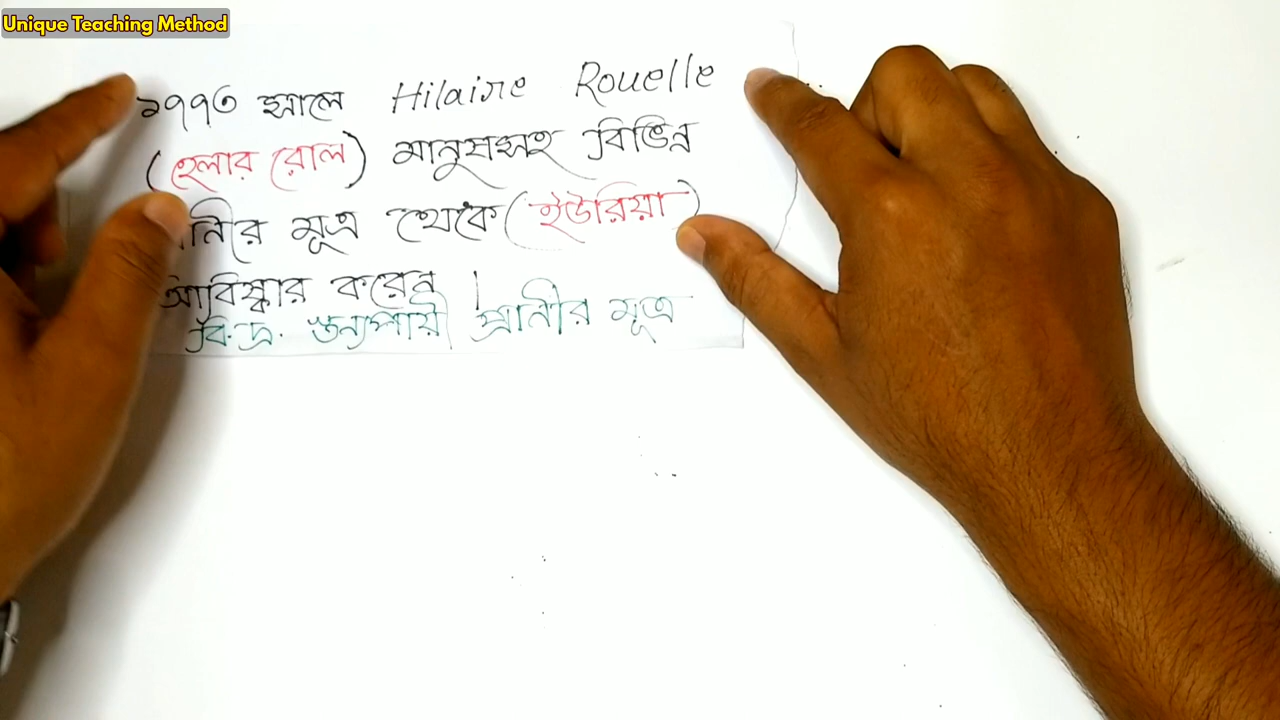 Unique Teaching Method
১৭৭৩ সালে Hilaire Rouelle
(হেলার রোল) মানুষসহ বিভিন্ন
মূত্র থেকে (ইউরিয়া)
আবিষ্কার করেন।
বি.দ্র. স্তন্যপায়ী প্রানীর মূত্র